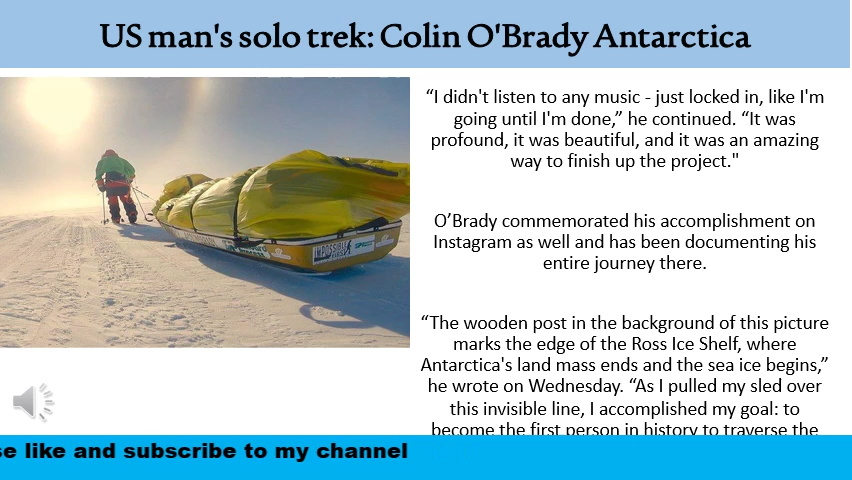 US man's solo trek: Colin O'Brady Antarctica
“I didn't listen to any music - just locked in, like I'm
going until I'm done,” he continued. “It was
profound, it was beautiful, and it was an amazing
way to finish up the project."
O’Brady commemorated his accomplishment on
Instagram as well and has been documenting his
entire journey there.
“The wooden post in the background of this picture
marks the edge of the Ross Ice Shelf, where
Antarctica's land mass ends and the sea ice begins,”
he wrote on Wednesday. “As I pulled my sled over
this invisible line, I accomplished my goal: to
become the first person in history to traverse the
IMPOSSIBLE
se like and subscribe to my channel